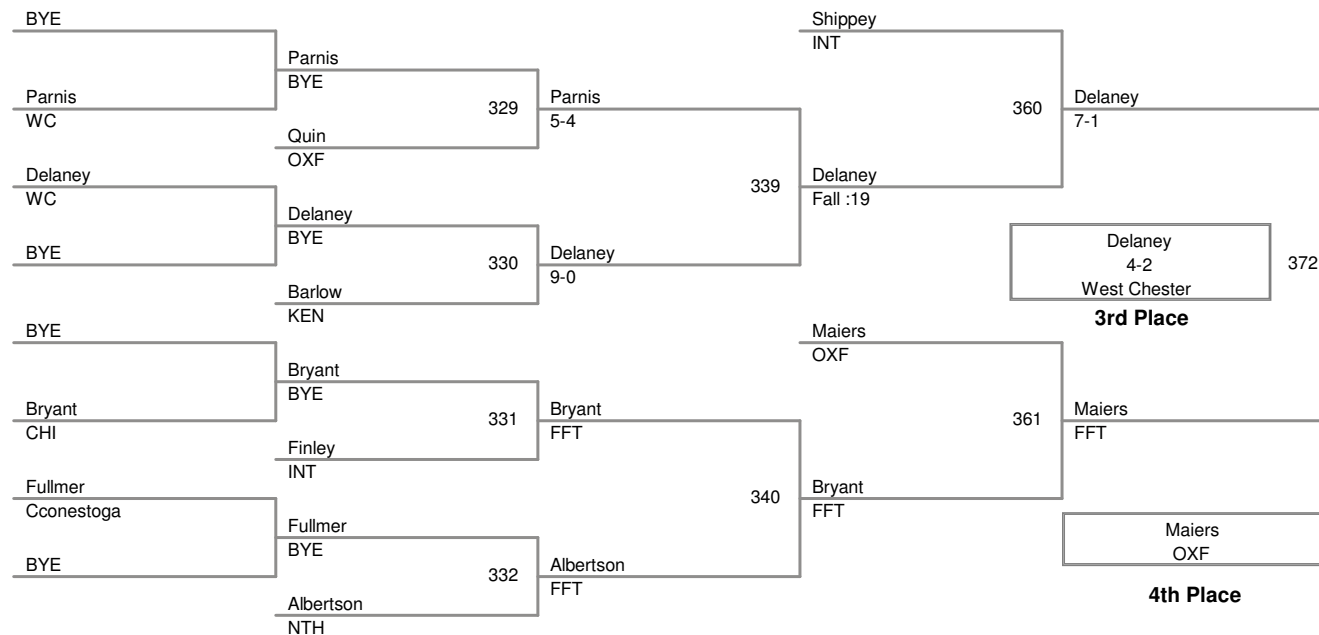 BYE
Parnis
WC
Delaney
WC
BYE
BYE
Bryant
CHI
Fullmer
Cconestoga
BYE
Parnis
BYE
329
Quin
OXF
Delaney
BYE
330
Barlow
KEN
Bryant
BYE
331
Finley
INT
Fullmer
BYE
332
Albertson
NTH
Parnis
5-4
339
Delaney
9-0
Bryant
FFT
340
Albertson
FFT
Shippey
INT
360
Delaney
Fall :19
Maiers
OXF
361
Bryant
FFT
Delaney
7-1
Delaney
4-2
West Chester
372
3rd Place
Maiers
FFT
Maiers
OXF
4th Place